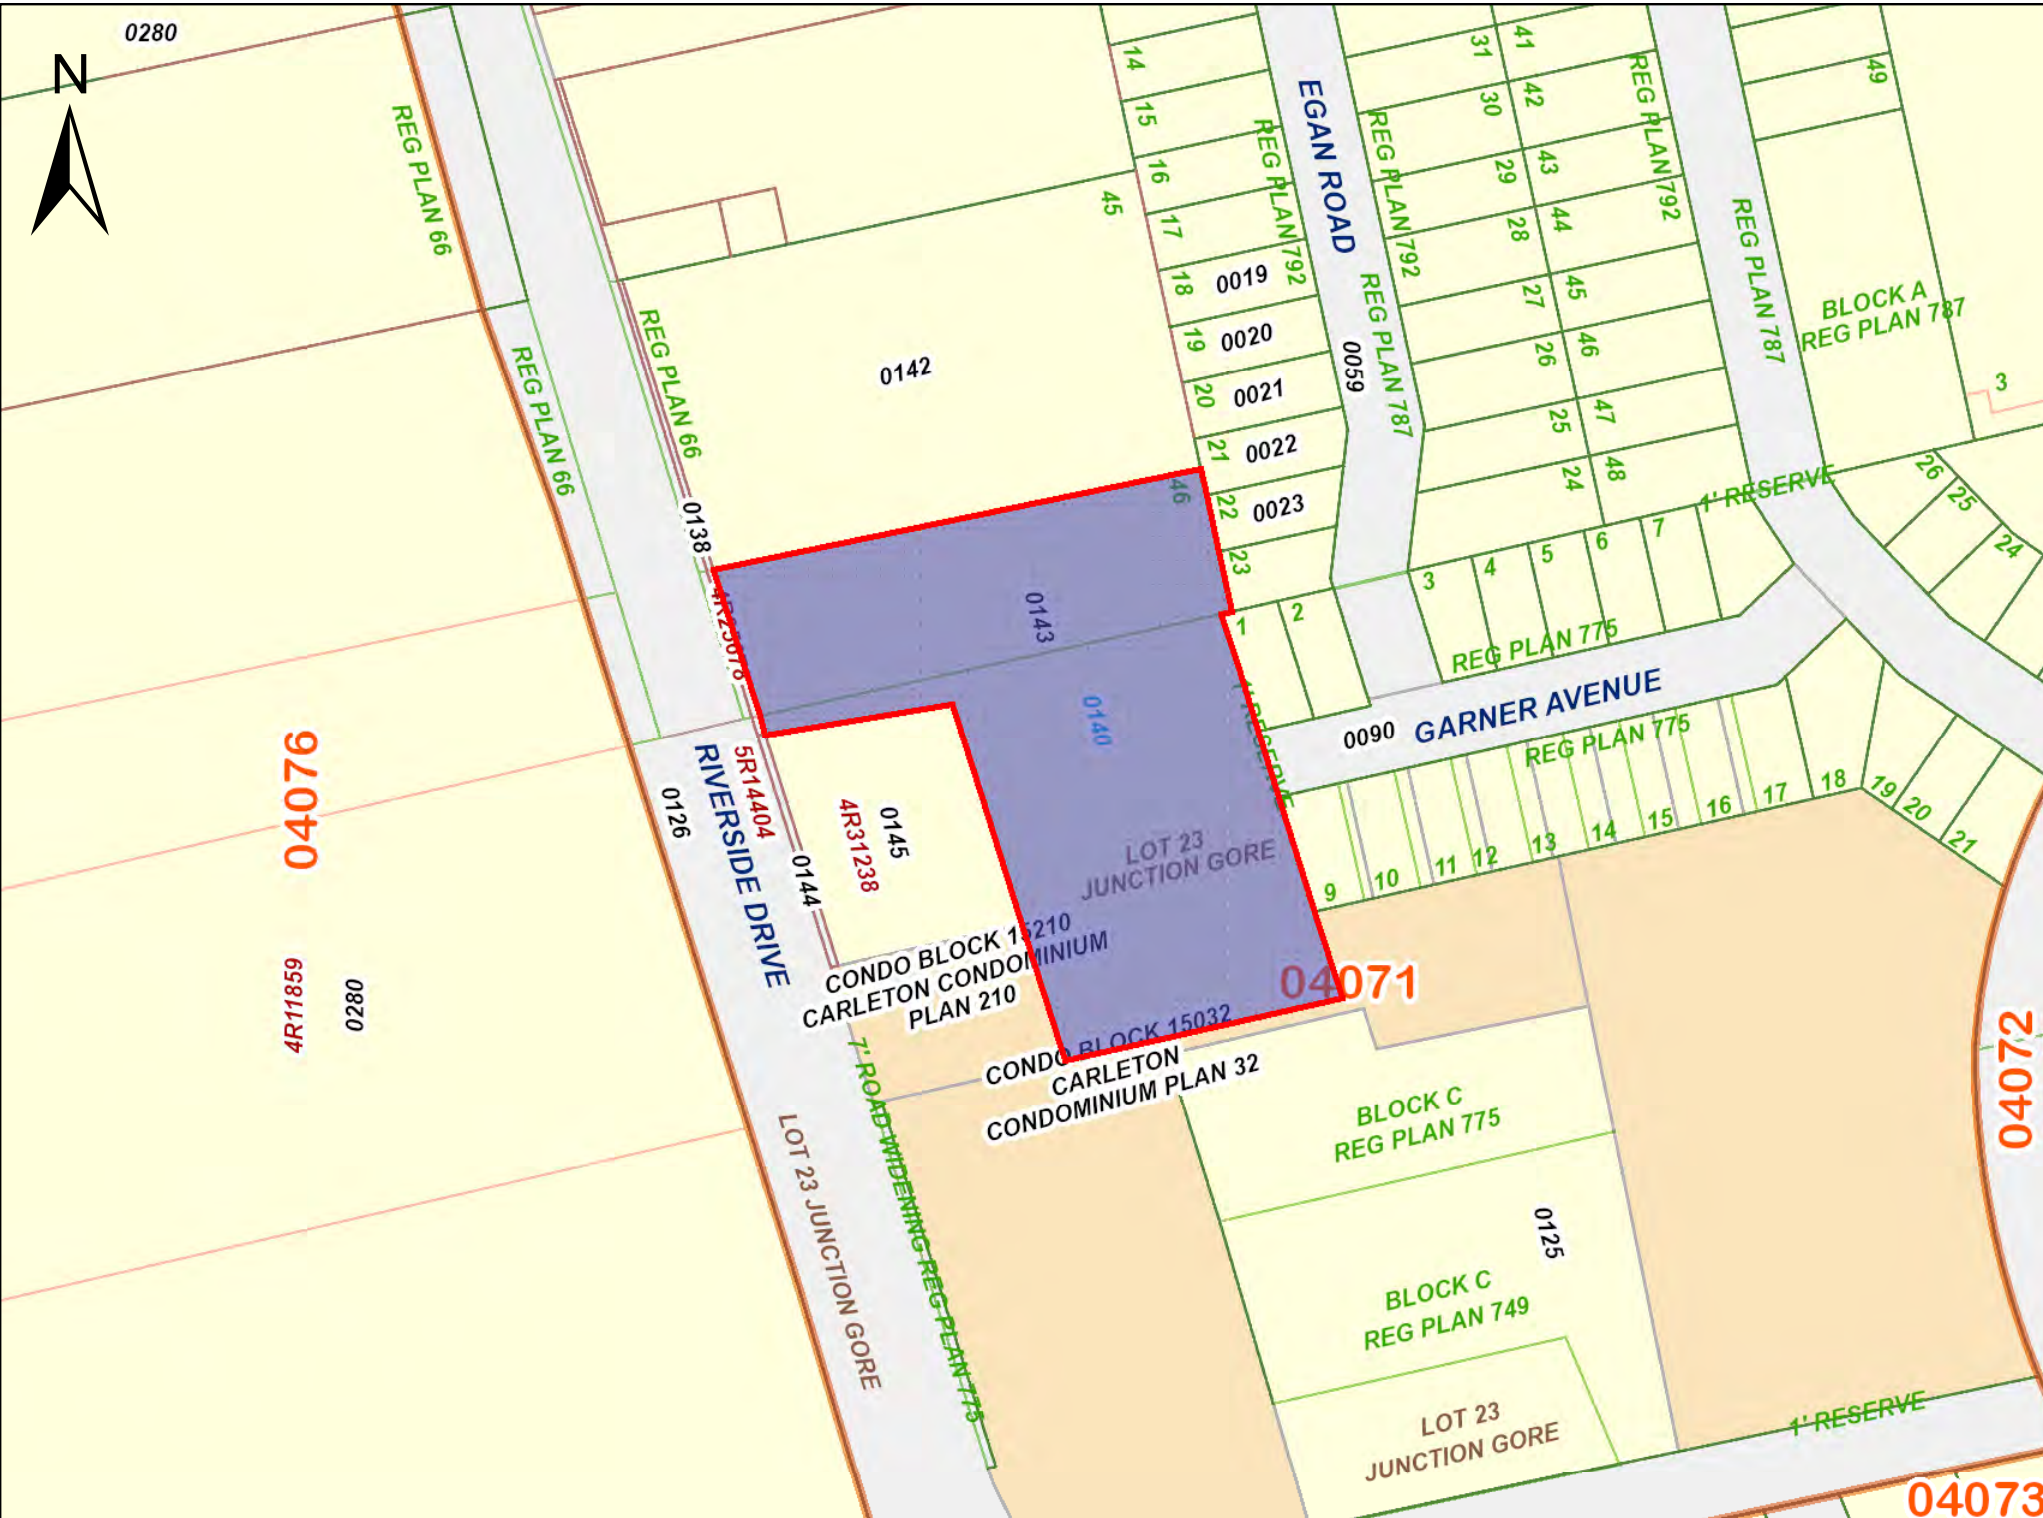 0280
N
REG PLAN 66
REG PLAN 66
REG PLAN 66
14
15
16
17
18
19
20
21
22
23
45
46
EGAN ROAD
REG PLAN 792
REG PLAN 792
REG PLAN 792
REG PLAN 787
REG PLAN 787
31
30
29
28
27
26
25
24
41
42
43
44
45
46
47
48
49
BLOCK A
REG PLAN 787
3
0019
0020
0021
0022
0023
0059
0142
0138
1' RESERVE
26
25
24
4R25678
0143
0140
1
2
3
4
5
6
7
REG PLAN 775
GARNER AVENUE
0090
REG PLAN 775
1' RESERVE
9
10
11
12
13
14
15
16
17
18
19
20
21
04076
0126
RIVERSIDE DRIVE
5R14404
0144
4R31238
0145
LOT 23
JUNCTION GORE
CONDO BLOCK 15210
CARLETON CONDOMINIUM
PLAN 210
04071
4R11859
0280
CONDO BLOCK 15032
CARLETON
CONDOMINIUM PLAN 32
7' ROAD WIDENING REG PLAN 775
LOT 23 JUNCTION GORE
BLOCK C
REG PLAN 775
0125
04072
BLOCK C
REG PLAN 749
LOT 23
JUNCTION GORE
1' RESERVE
04073